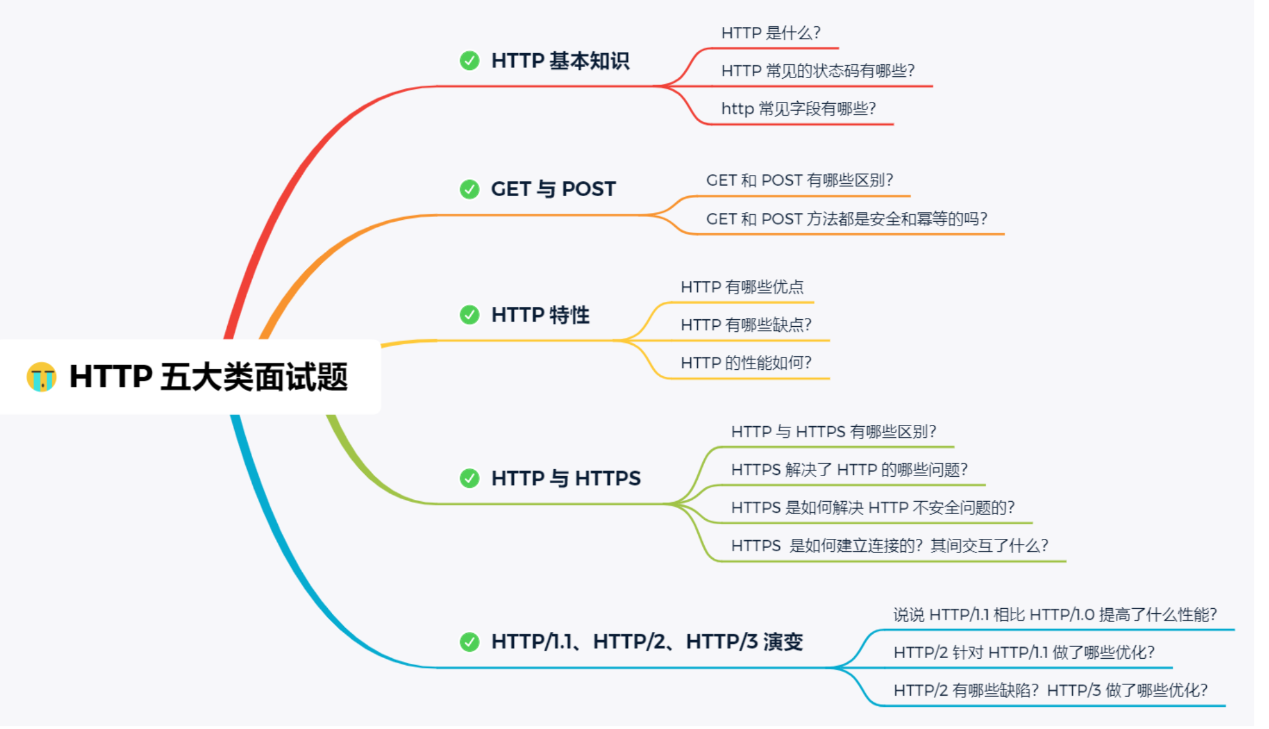 HTTP 五大类面试题
HTTP 基本知识
HTTP 是什么？
HTTP 常见的状态码有哪些？
http 常见字段有哪些？
GET 与 POST
GET 和 POST 有哪些区别？
GET 和 POST 方法都是安全和幂等的吗？
HTTP 特性
HTTP 有哪些优点
HTTP 有哪些缺点？
HTTP 的性能如何？
HTTP 与 HTTPS
HTTP 与 HTTPS 有哪些区别？
HTTPS 解决了 HTTP 的哪些问题？
HTTPS 是如何解决 HTTP 不安全问题的？
HTTPS  是如何建立连接的？其间交互了什么？
HTTP/1.1、HTTP/2、HTTP/3 演变
说说 HTTP/1.1 相比 HTTP/1.0 提高了什么性能？
HTTP/2 针对 HTTP/1.1 做了哪些优化？
HTTP/2 有哪些缺陷？HTTP/3 做了哪些优化？